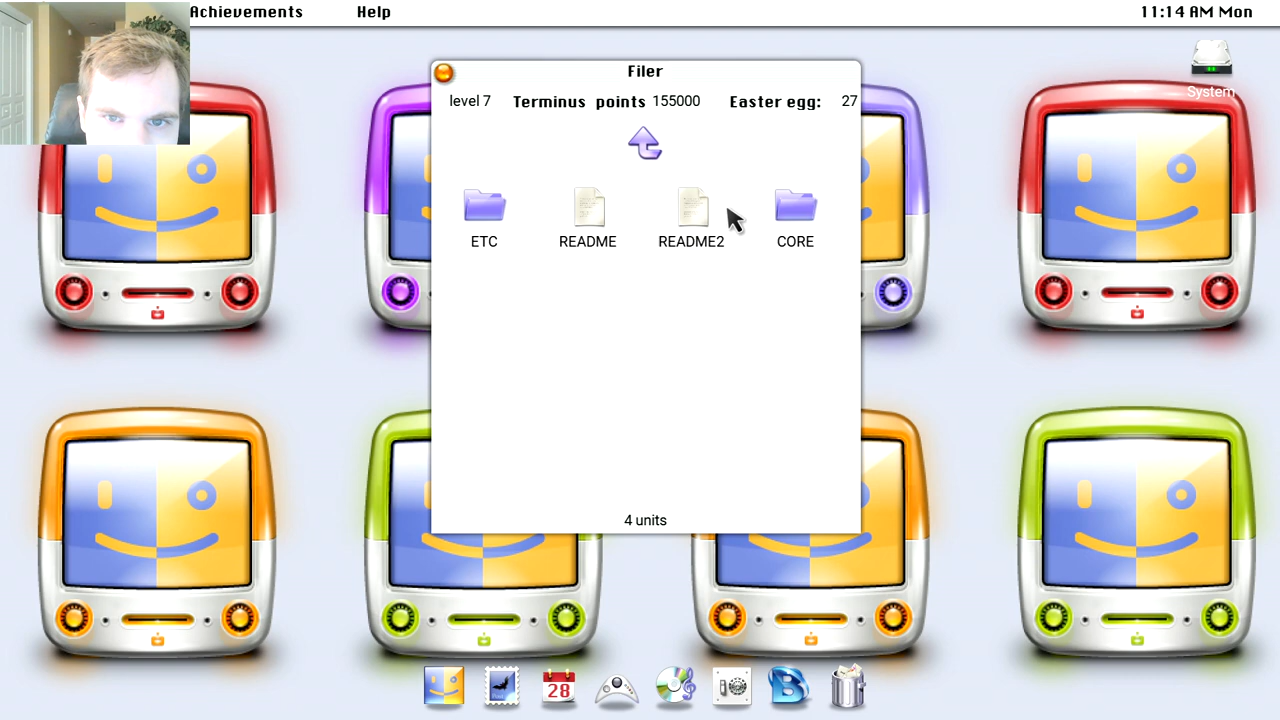 Achievements Help 11:14 AM Mon
Filer
level 7 Terminus points 155000 Easter egg: 27
System
ETC README README2 CORE
4 units
28